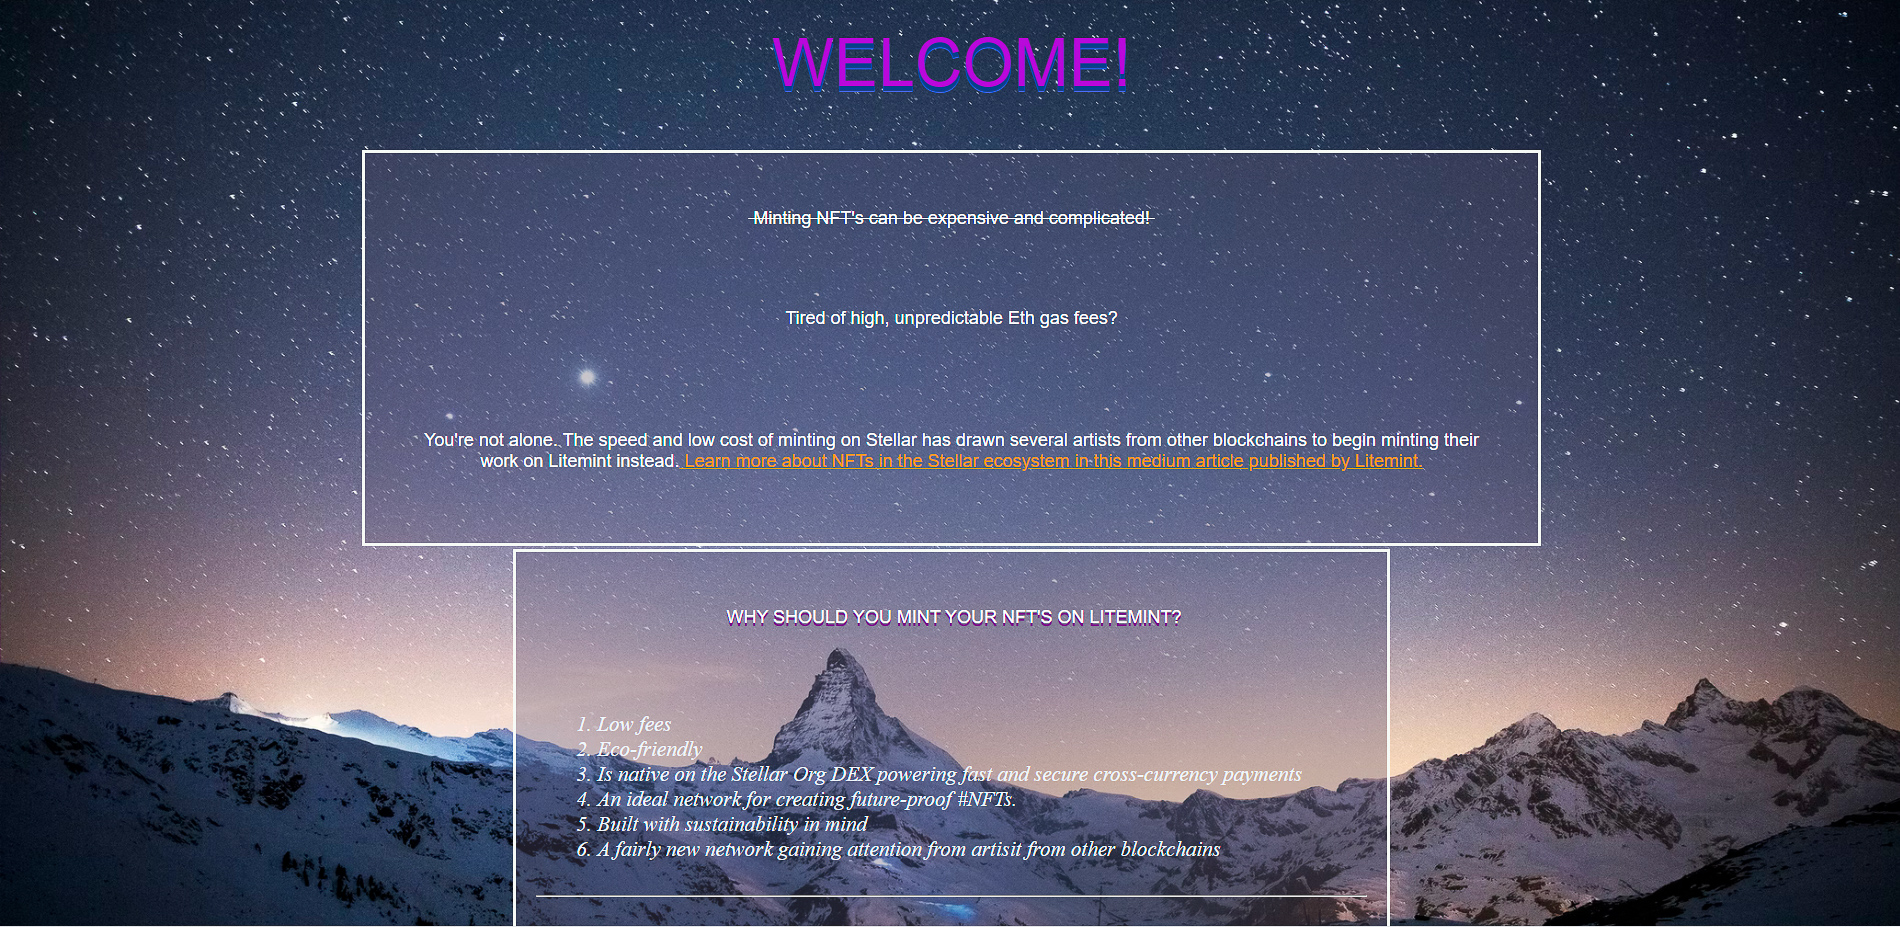 WELCOME!
Minting NFT's can be expensive and complicated!
Tired of high, unpredictable Eth gas fees?
You're not alone. The speed and low cost of minting on Stellar has drawn several artists from other blockchains to begIn minting their
work on Litemint instead. Learn more about NFTs in the Stellar ecosystem in this medium article published by Litemint.
WHY SHOULD YOU MINT YOUR NFT'S ON LITEMINT?
1. Low fees
2. Eco-friendly
3. Is native on the Stellar Org DEX powering fast and secure cross-currency payments
4. An ideal network for creating future-proof #NFTs.
5. Built with sustainability in mind
6. A fairly new network gaining attention from artisit from other blockchains